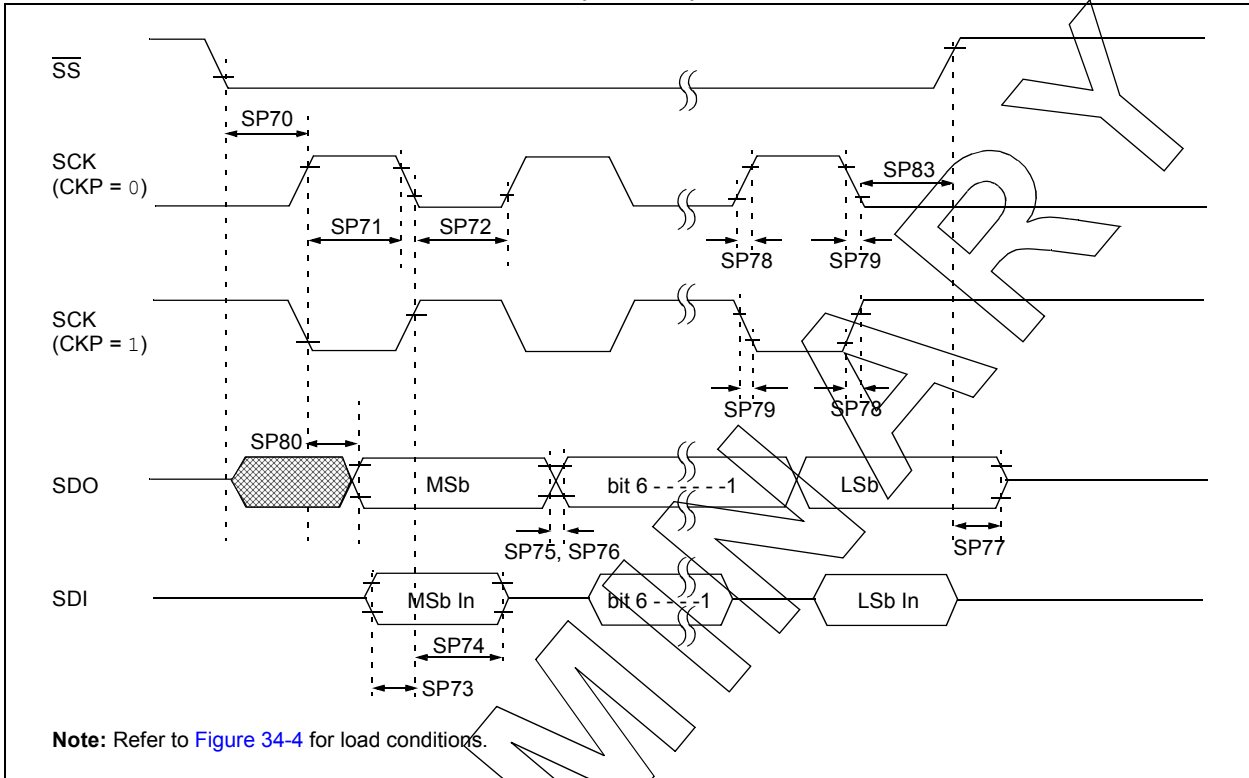 SS
SP70
SCK
(CKP = 0)
SP83
SP71
SP72
SP78
SP79
SCK
(CKP = 1)
SP79
SP78
SP80
SDO
MSb
bit 6 - - - - - -1
LSb
SP75, SP76
SP77
SDI
MSb In
bit 6 - - - -1
LSb In
SP74
SP73
Note: Refer to Figure 34-4 for load conditions.
MINARY